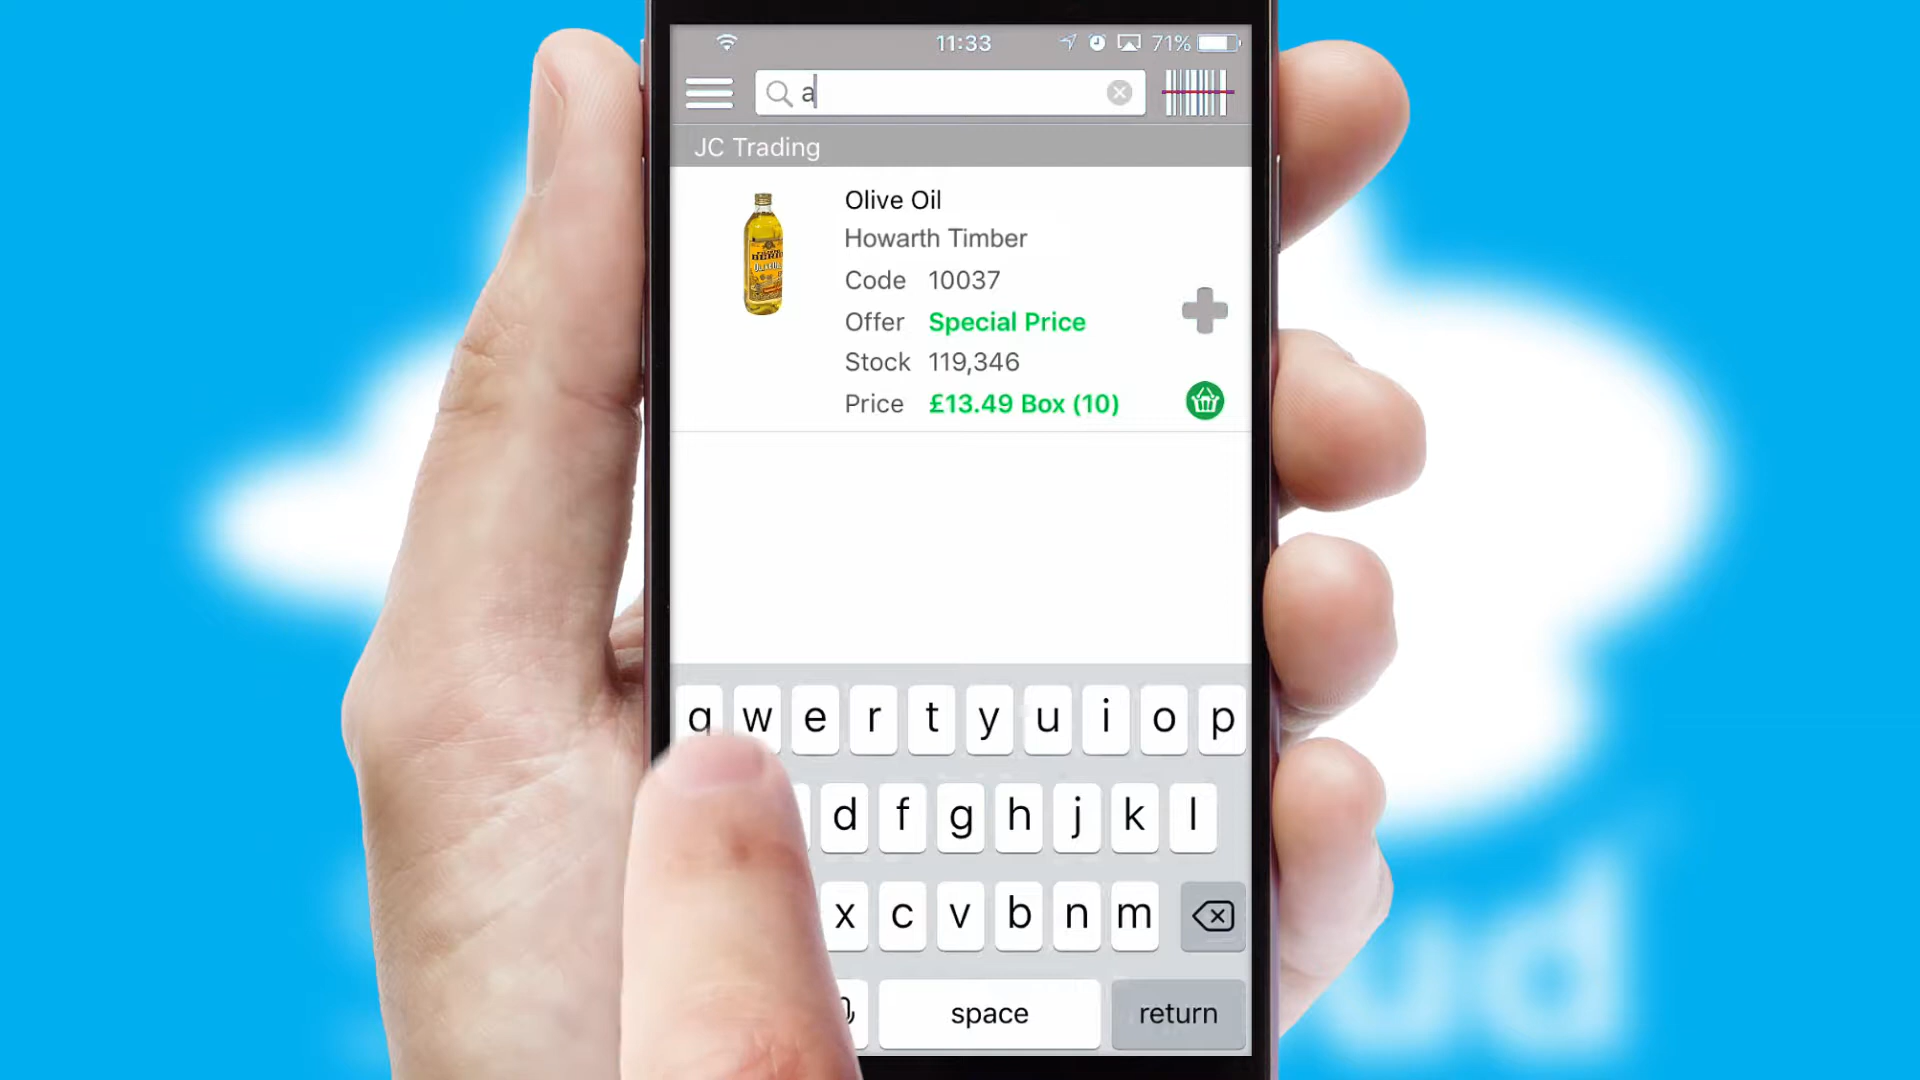 11:33
71%
a
JC Trading
Olive Oil
Howarth Timber
Code 10037
Offer Special Price
Stock 119,346
Price £13.49 Box (10)
q w e r t y u i o p
d f g h j k l
x c v b n m
space return
ud